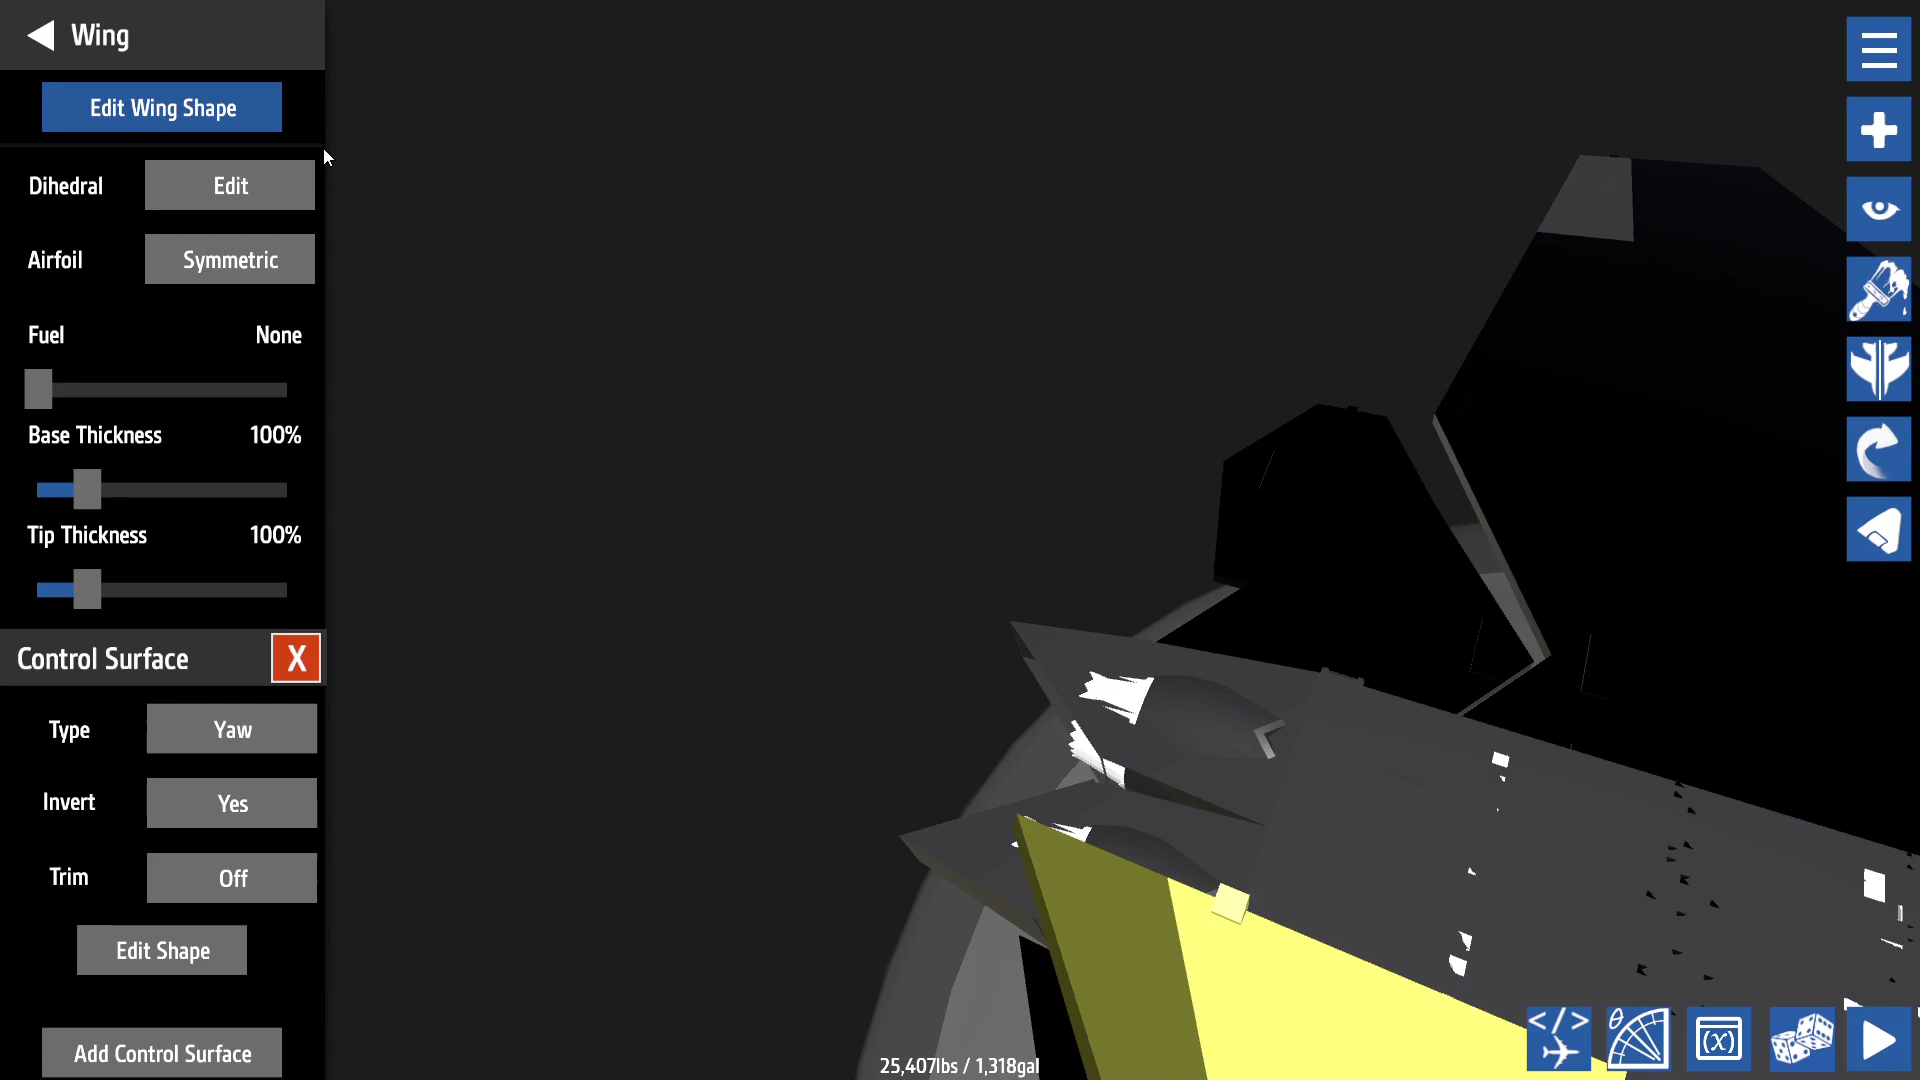 Wing
Edit Wing Shape
Dihedral Edit
Airfoil Symmetric
Fuel None
Base Thickness 100%
Tip Thickness 100%
Control Surface X
Type Yaw
Invert Yes
Trim Off
Edit Shape
Add Control Surface
25,407lbs / 1,318gal
</>
θ
(x)